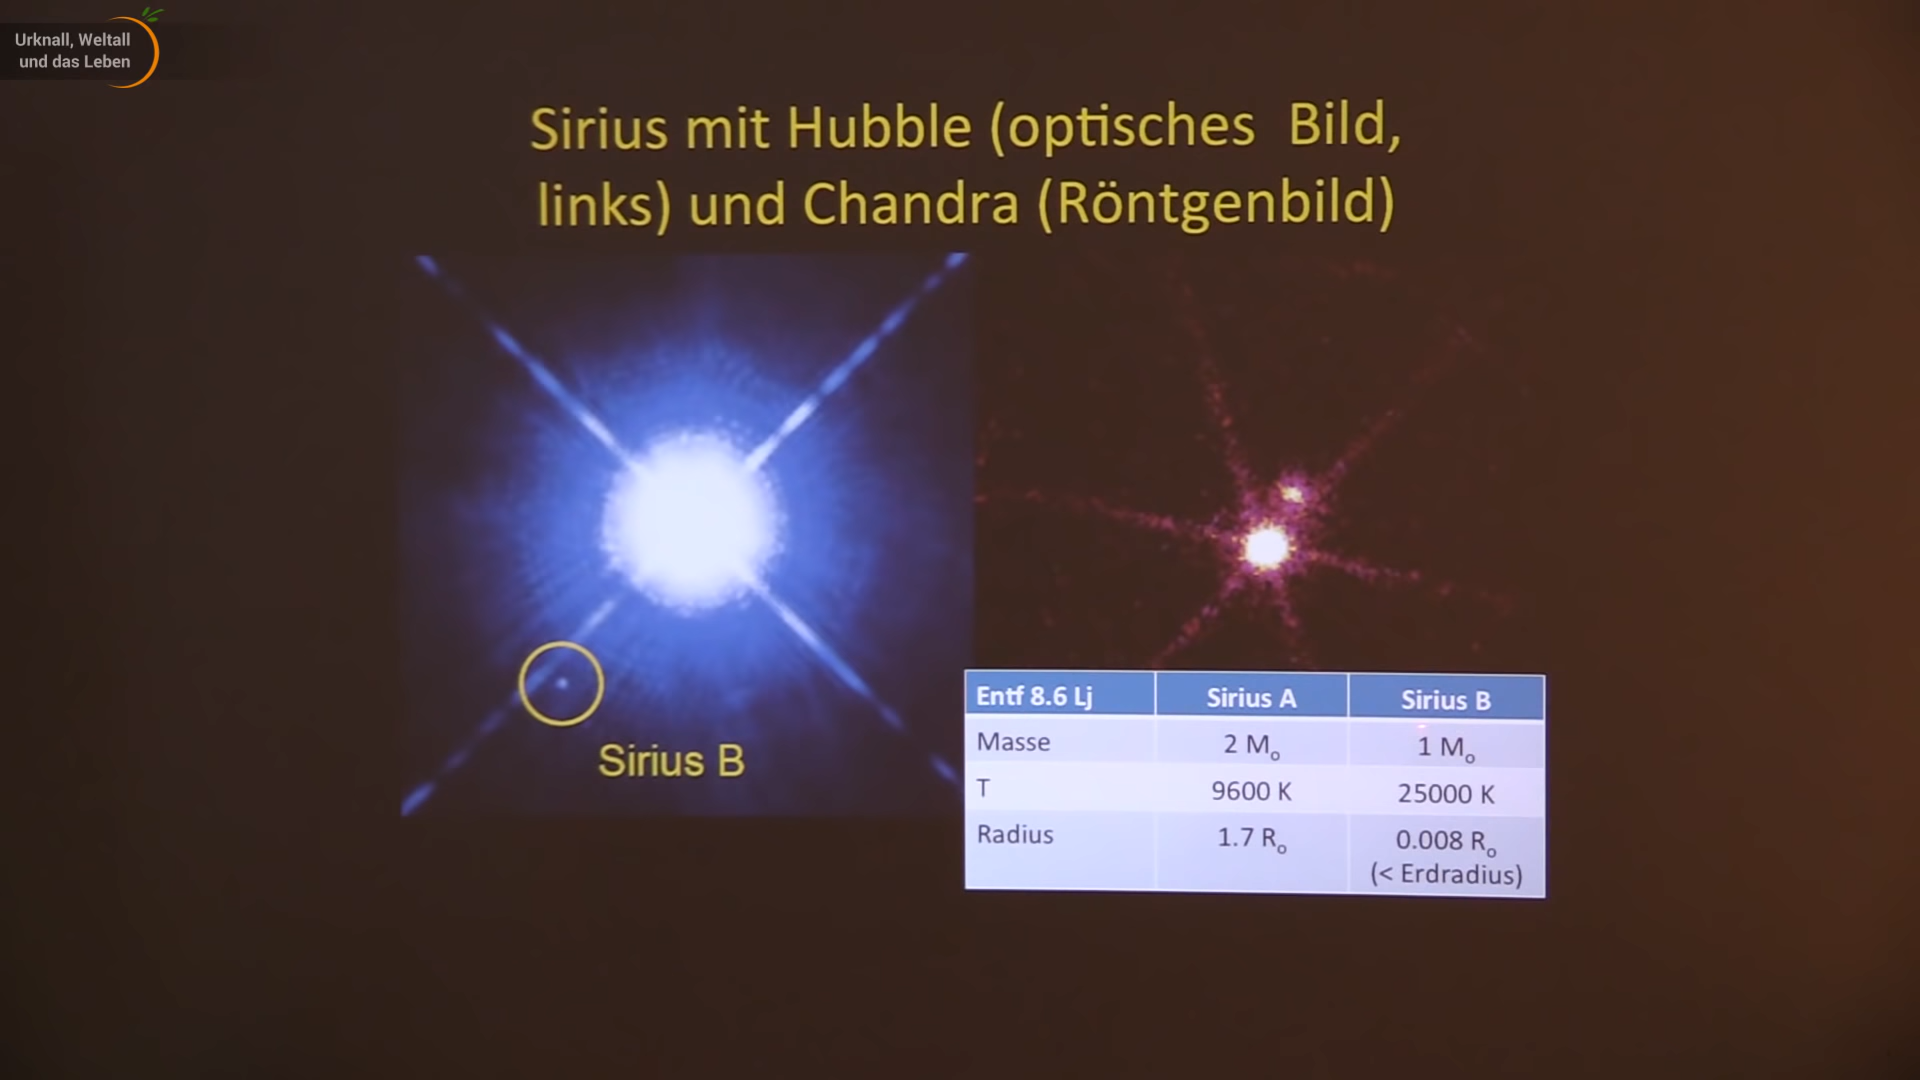 Urknall, Weltall
und das Leben
Sirius mit Hubble (optisches Bild,
links) und Chandra (Röntgenbild)
Sirius B
Entf 8.6 Lj Sirius A Sirius B
Masse 2 Mo 1 Mo
T 9600 K 25000 K
Radius 1.7 Ro 0.008 Ro
(< Erdradius)